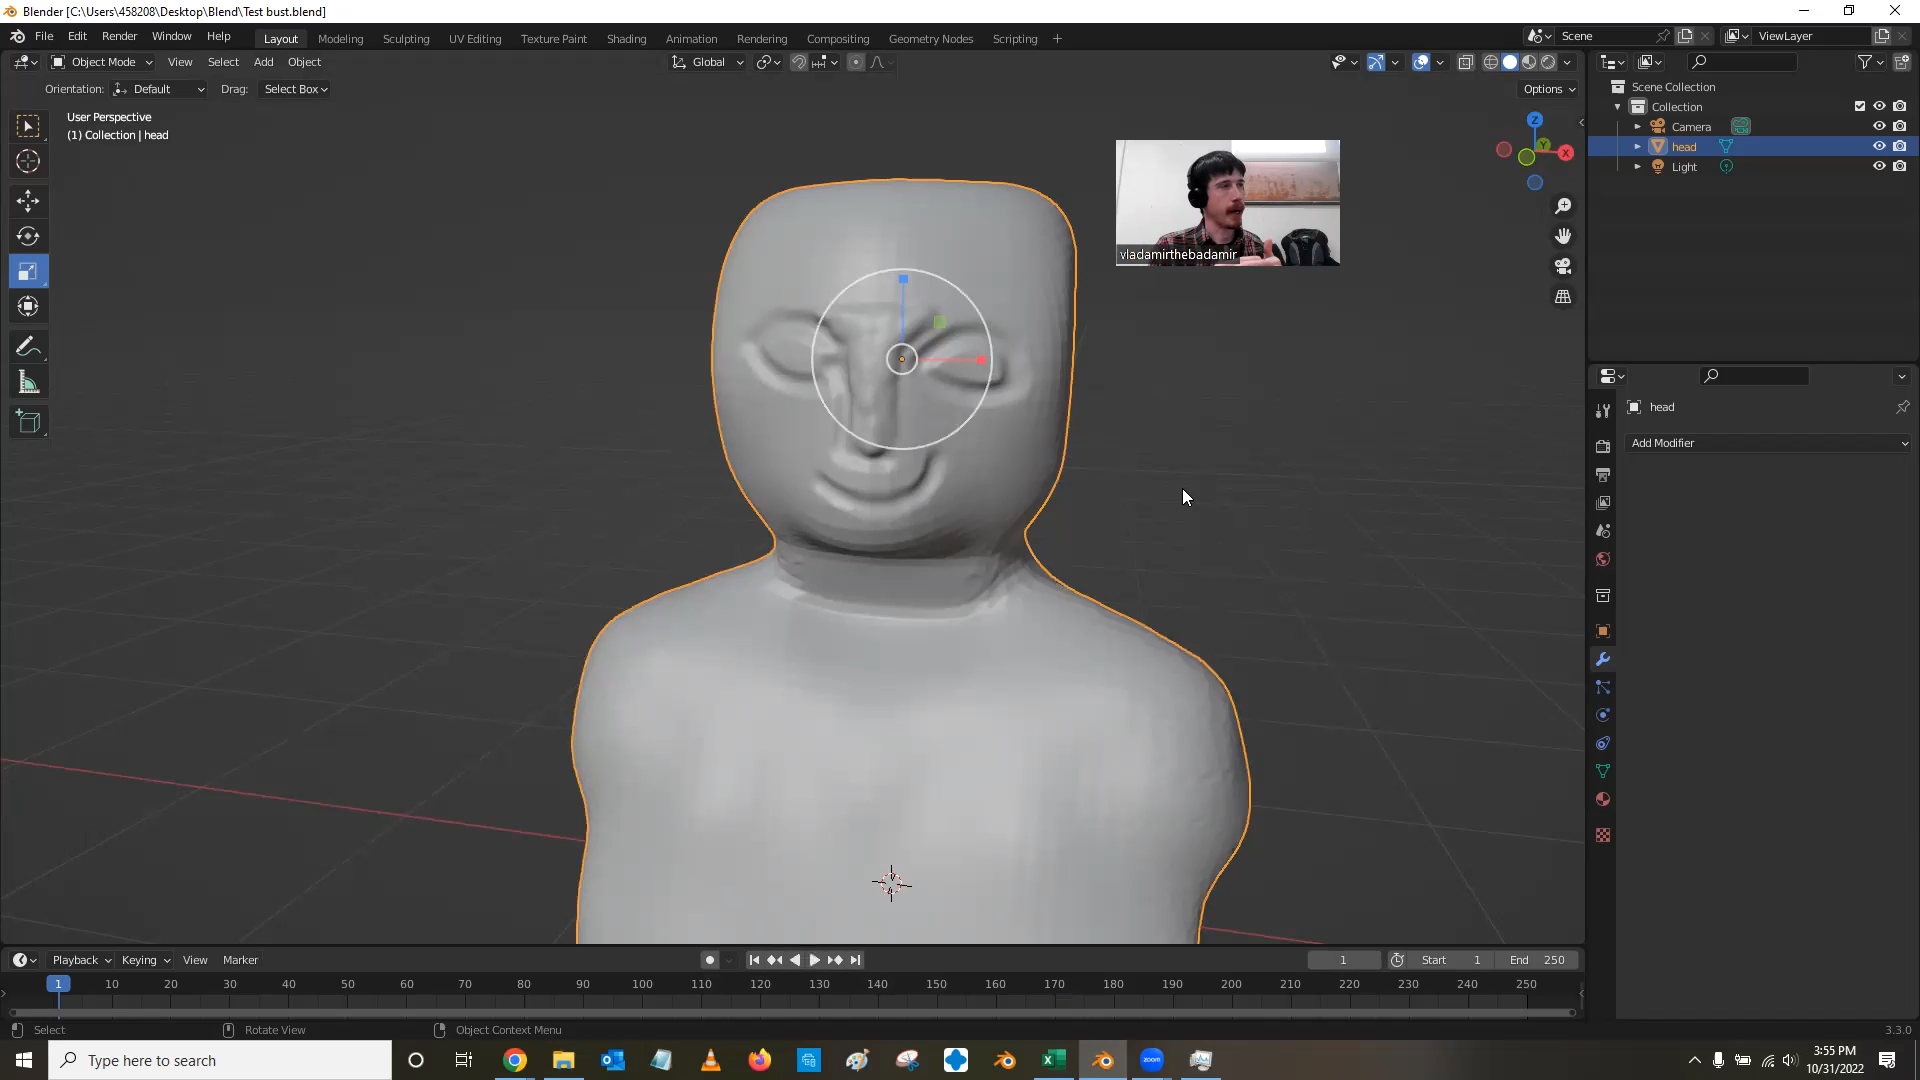 Blender [C:\Users\458208\Desktop\Blend\Test bust.blend]
File Edit Render Window Help Layout Modeling Sculpting UV Editing Texture Paint Shading Animation Rendering Compositing Geometry Nodes Scripting + Scene ViewLayer
Object Mode View Select Add Object Global
Orientation: Default Drag: Select Box Options
User Perspective
(1) Collection | head
Z
Y
X
vladamirthebadamir
Scene Collection
Collection
Camera
head
Light
head
Add Modifier
Playback Keying View Marker 1 Start 1 End 250
1 10 20 30 40 50 60 70 80 90 100 110 120 130 140 150 160 170 180 190 200 210 220 230 240 250
Select Rotate View Object Context Menu 3.3.0
Type here to search
zoom
3:55 PM
10/31/2022